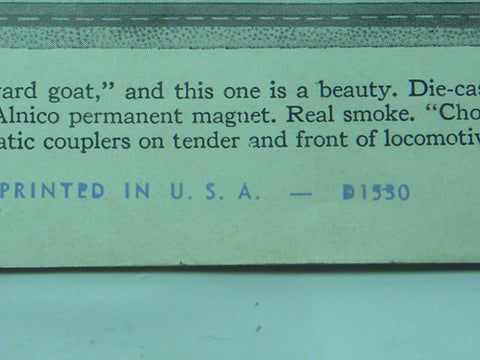 yard goat,” and this one is a beauty. Die-cas
Alnico permanent magnet. Real smoke. “Cho
atic couplers on tender and front of locomotiv
PRINTED IN U. S. A. — D1530